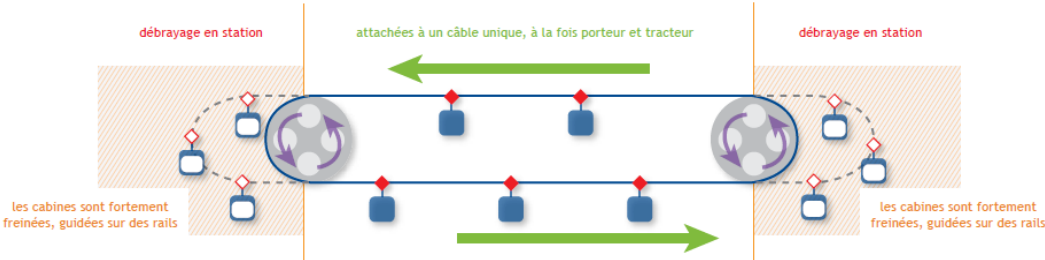 débrayage en station
attachées à un câble unique, à la fois porteur et tracteur
débrayage en station
les cabines sont fortement
freinées, guidées sur des rails
les cabines sont fortement
freinées, guidées sur des rails